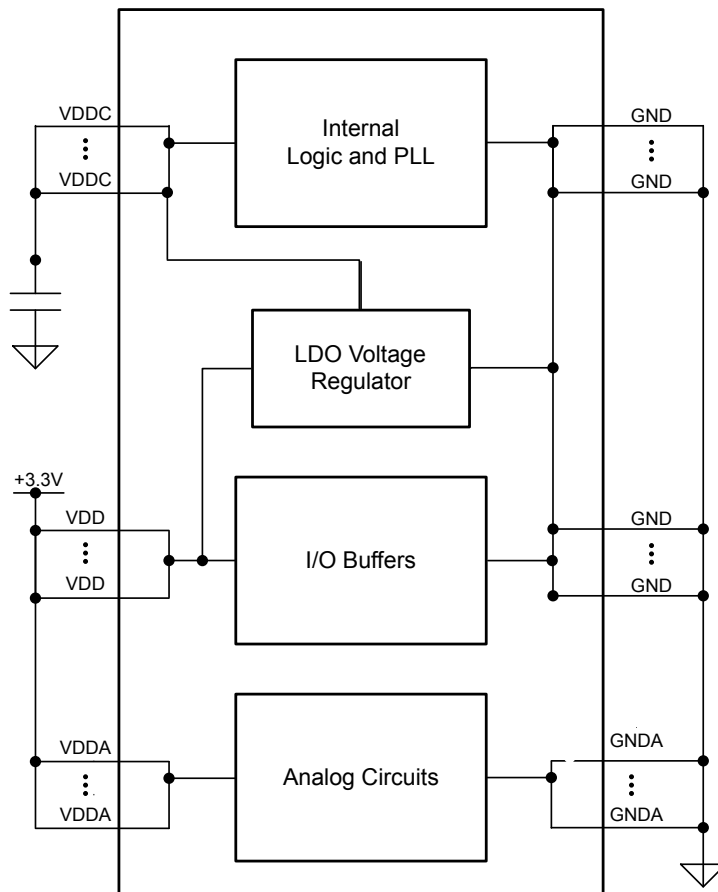 VDDC
GND
Internal
Logic and PLL
VDDC
GND
LDO Voltage
Regulator
+3.3V
VDD
GND
I/O Buffers
VDD
GND
VDDA
GNDA
Analog Circuits
VDDA
GNDA